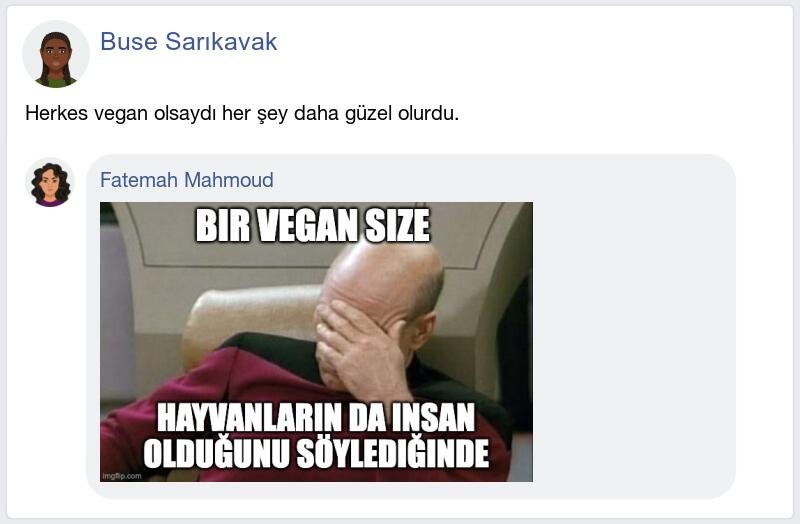 Buse Sarıkavak
Herkes vegan olsaydı her şey daha güzel olurdu.
Fatemah Mahmoud
BIR VEGAN SIZE
HAYVANLARIN DA INSAN
OLDUĞUNU SÖYLEDIĞINDE
imgflip.com